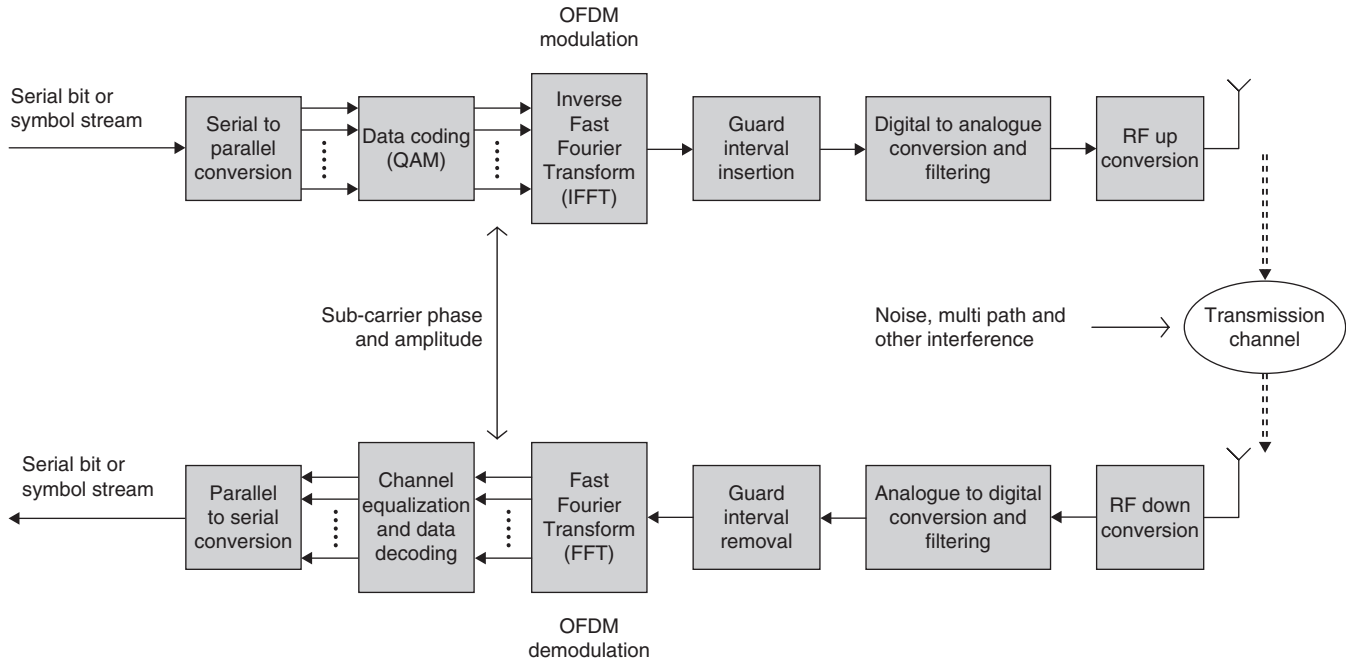 OFDM
modulation
Serial bit or
symbol stream
Serial to
parallel
conversion
Data coding
(QAM)
Inverse
Fast
Fourier
Transform
(IFFT)
Guard
interval
insertion
Digital to analogue
conversion and
filtering
RF up
conversion
Sub-carrier phase
and amplitude
Noise, multi path and
other interference
Transmission
channel
Serial bit or
symbol stream
Parallel
to serial
conversion
Channel
equalization
and data
decoding
Fast
Fourier
Transform
(FFT)
Guard
interval
removal
Analogue to digital
conversion and
filtering
RF down
conversion
OFDM
demodulation